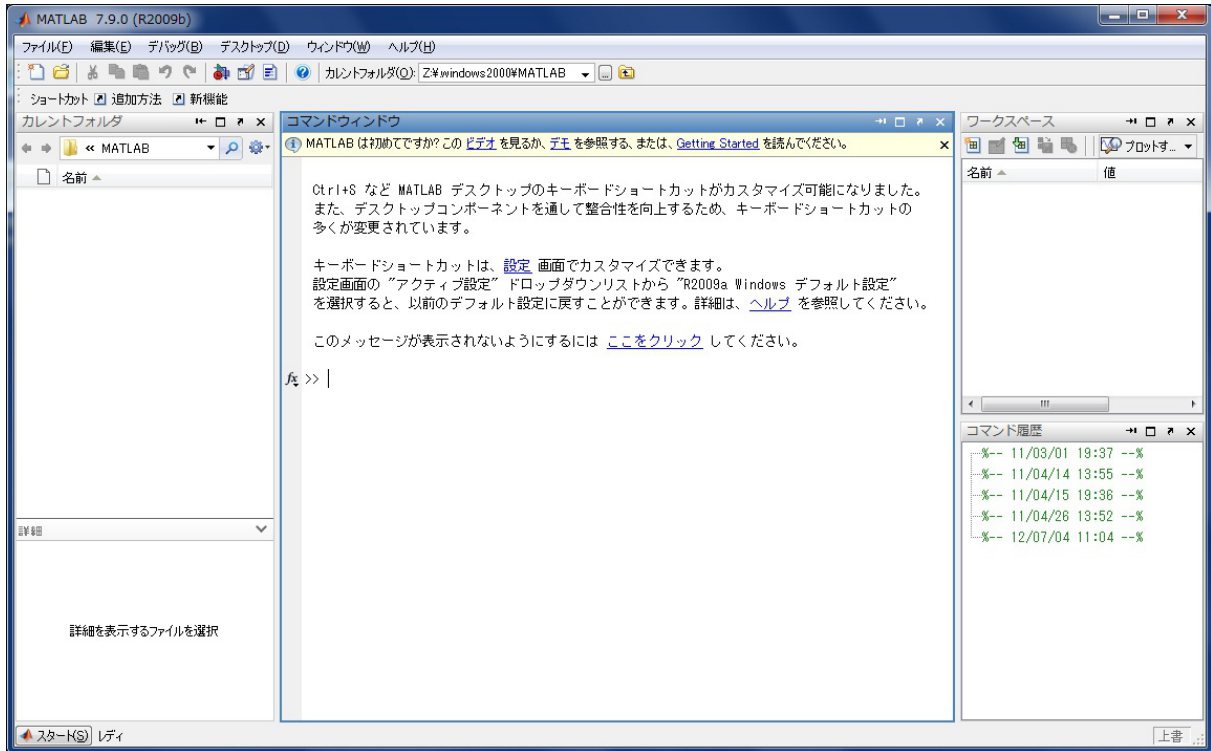 MATLAB 7.9.0 (R2009b)
ファイル(F) 編集(E) デバッグ(B) デスクトップ(D) ウィンドウ(W) ヘルプ(H)
カレントフォルダ(O): Z:¥windows2000¥MATLAB
ショートカット 追加方法 新機能
カレントフォルダ
« MATLAB
名前
詳細
詳細を表示するファイルを選択
コマンドウィンドウ
MATLAB は初めてですか? この ビデオ を見るか、デモ を参照する、または、Getting Started を読んでください。
Ctrl+S など MATLAB デスクトップのキーボードショートカットがカスタマイズ可能になりました。
また、デスクトップコンポーネントを通して整合性を向上するため、キーボードショートカットの
多くが変更されています。
キーボードショートカットは、設定 画面でカスタマイズできます。
設定画面の "アクティブ設定" ドロップダウンリストから "R2009a Windows デフォルト設定"
を選択すると、以前のデフォルト設定に戻すことができます。詳細は、ヘルプ を参照してください。
このメッセージが表示されないようにするには ここをクリック してください。
fx >>
ワークスペース
プロットす...
名前 値
コマンド履歴
%-- 11/03/01 19:37 --%
%-- 11/04/14 13:55 --%
%-- 11/04/15 19:36 --%
%-- 11/04/26 13:52 --%
%-- 12/07/04 11:04 --%
スタート(S) レディ
上書